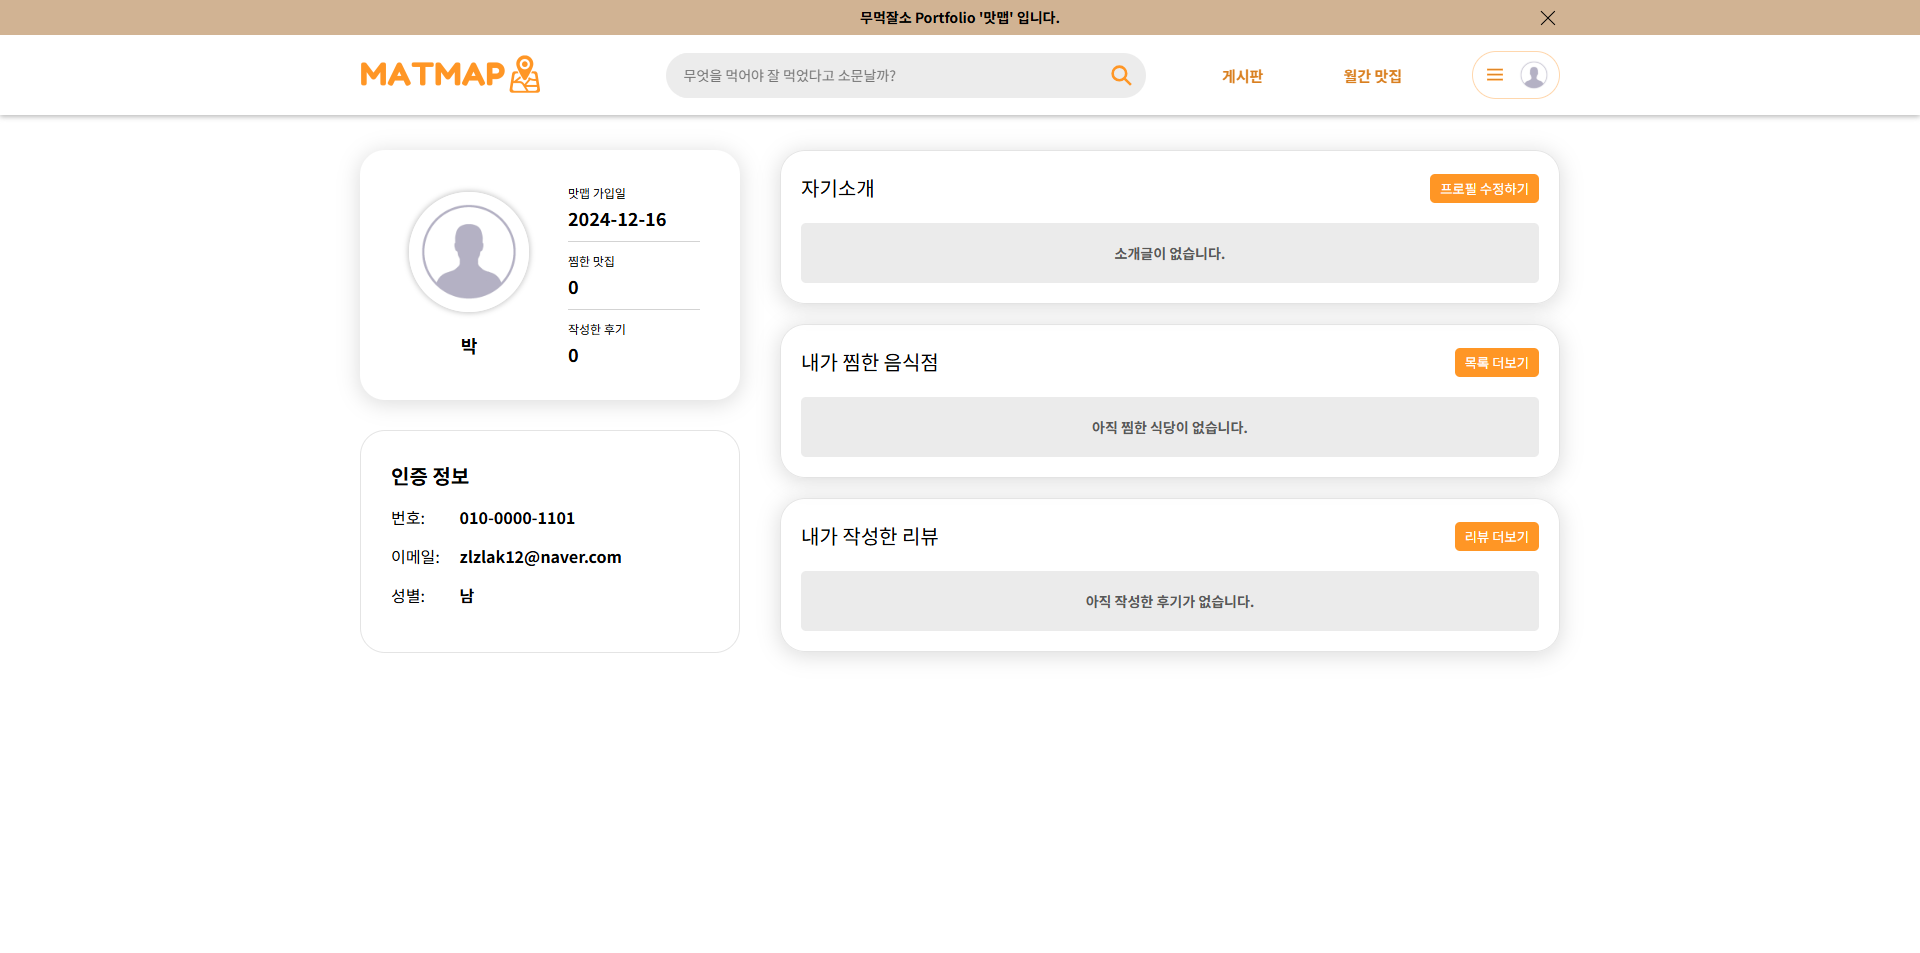 무먹잘소 Portfolio '맛맵' 입니다.
MATMAP
무엇을 먹어야 잘 먹었다고 소문날까?
게시판
월간 맛집
맛맵 가입일
2024-12-16
찜한 맛집
0
작성한 후기
0
박
인증 정보
번호: 010-0000-1101
이메일: zlzlak12@naver.com
성별: 남
자기소개
프로필 수정하기
소개글이 없습니다.
내가 찜한 음식점
목록 더보기
아직 찜한 식당이 없습니다.
내가 작성한 리뷰
리뷰 더보기
아직 작성한 후기가 없습니다.